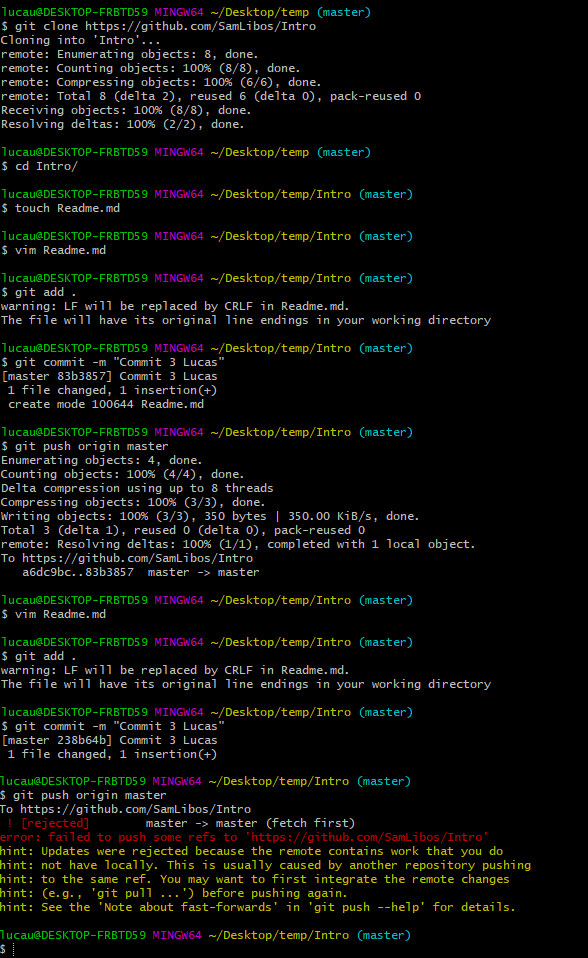 lucau@DESKTOP-FRBTD59 MINGW64 ~/Desktop/temp (master)
$ git clone https://github.com/SamLibos/Intro
Cloning into 'Intro'...
remote: Enumerating objects: 8, done.
remote: Counting objects: 100% (8/8), done.
remote: Compressing objects: 100% (6/6), done.
remote: Total 8 (delta 2), reused 6 (delta 0), pack-reused 0
Receiving objects: 100% (8/8), done.
Resolving deltas: 100% (2/2), done.
lucau@DESKTOP-FRBTD59 MINGW64 ~/Desktop/temp (master)
$ cd Intro/
lucau@DESKTOP-FRBTD59 MINGW64 ~/Desktop/temp/Intro (master)
$ touch Readme.md
lucau@DESKTOP-FRBTD59 MINGW64 ~/Desktop/temp/Intro (master)
$ vim Readme.md
lucau@DESKTOP-FRBTD59 MINGW64 ~/Desktop/temp/Intro (master)
$ git add .
warning: LF will be replaced by CRLF in Readme.md.
The file will have its original line endings in your working directory
lucau@DESKTOP-FRBTD59 MINGW64 ~/Desktop/temp/Intro (master)
$ git commit -m "Commit 3 Lucas"
[master 83b3857] Commit 3 Lucas
 1 file changed, 1 insertion(+)
 create mode 100644 Readme.md
lucau@DESKTOP-FRBTD59 MINGW64 ~/Desktop/temp/Intro (master)
$ git push origin master
Enumerating objects: 4, done.
Counting objects: 100% (4/4), done.
Delta compression using up to 8 threads
Compressing objects: 100% (3/3), done.
Writing objects: 100% (3/3), 350 bytes | 350.00 KiB/s, done.
Total 3 (delta 1), reused 0 (delta 0), pack-reused 0
remote: Resolving deltas: 100% (1/1), completed with 1 local object.
To https://github.com/SamLibos/Intro
   a6dc9bc..83b3857  master -> master
lucau@DESKTOP-FRBTD59 MINGW64 ~/Desktop/temp/Intro (master)
$ vim Readme.md
lucau@DESKTOP-FRBTD59 MINGW64 ~/Desktop/temp/Intro (master)
$ git add .
warning: LF will be replaced by CRLF in Readme.md.
The file will have its original line endings in your working directory
lucau@DESKTOP-FRBTD59 MINGW64 ~/Desktop/temp/Intro (master)
$ git commit -m "Commit 3 Lucas"
[master 238b64b] Commit 3 Lucas
 1 file changed, 1 insertion(+)
lucau@DESKTOP-FRBTD59 MINGW64 ~/Desktop/temp/Intro (master)
$ git push origin master
To https://github.com/SamLibos/Intro
 ! [rejected]        master -> master (fetch first)
error: failed to push some refs to 'https://github.com/SamLibos/Intro'
hint: Updates were rejected because the remote contains work that you do
hint: not have locally. This is usually caused by another repository pushing
hint: to the same ref. You may want to first integrate the remote changes
hint: (e.g., 'git pull ...') before pushing again.
hint: See the 'Note about fast-forwards' in 'git push --help' for details.
lucau@DESKTOP-FRBTD59 MINGW64 ~/Desktop/temp/Intro (master)
$